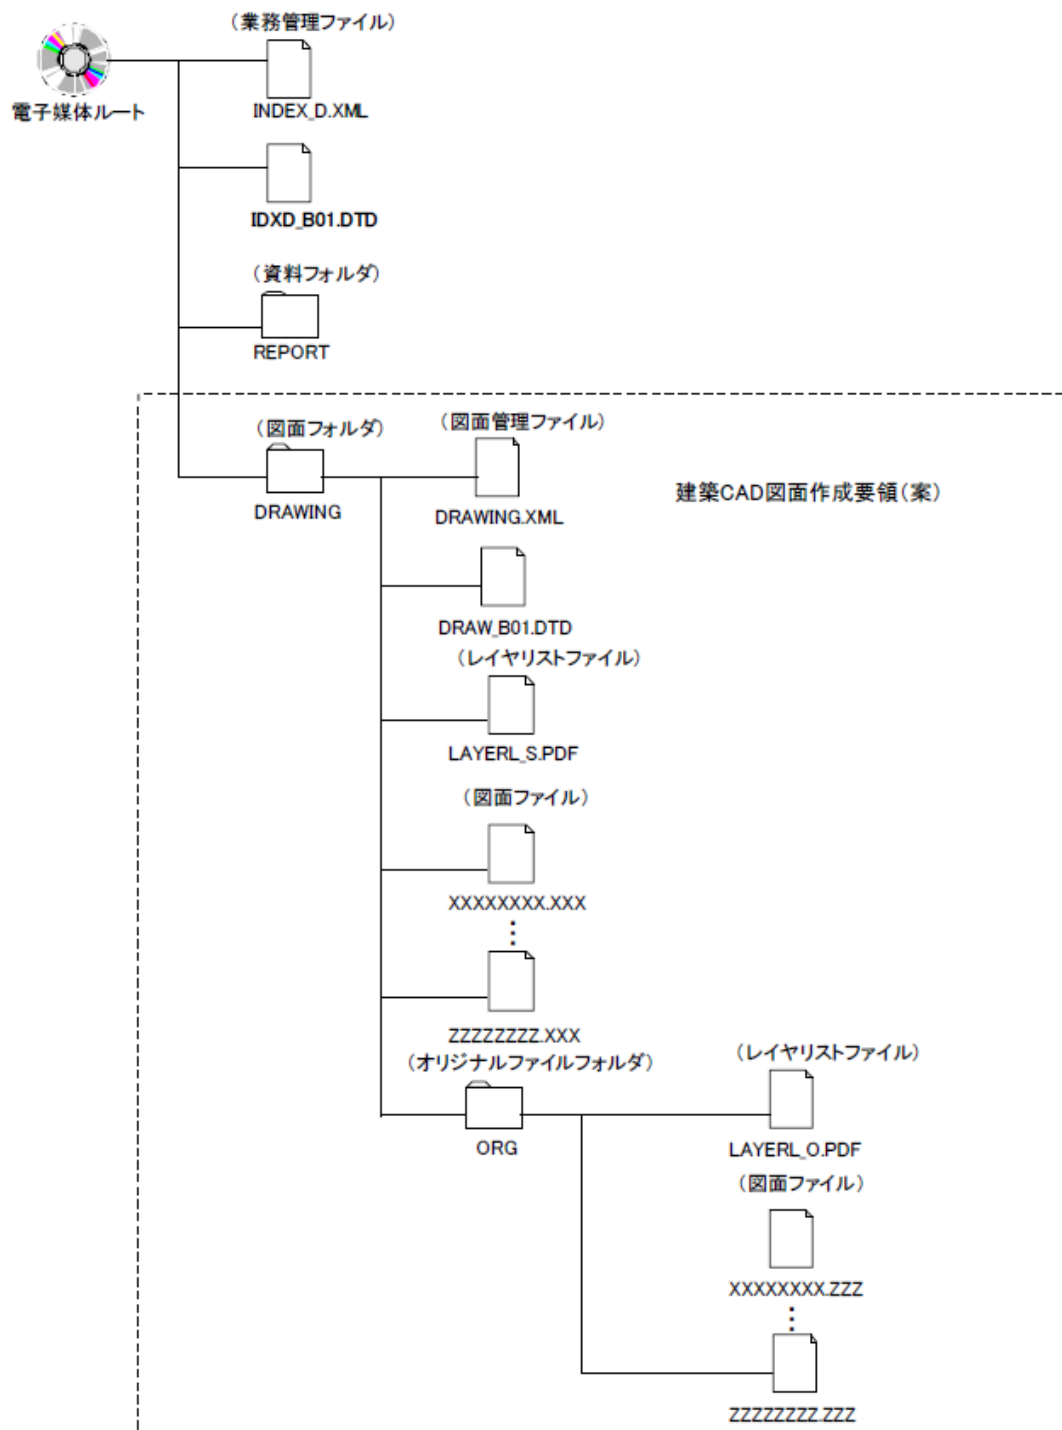 （業務管理ファイル）
電子媒体ルート
INDEX_D.XML
IDXD_B01.DTD
（資料フォルダ）
REPORT
（図面フォルダ）
（図面管理ファイル）
建築CAD図面作成要領（案）
DRAWING
DRAWING.XML
DRAW_B01.DTD
（レイヤリストファイル）
LAYERL_S.PDF
（図面ファイル）
XXXXXXXX.XXX
ZZZZZZZZ.XXX
（オリジナルファイルフォルダ）
（レイヤリストファイル）
ORG
LAYERL_O.PDF
（図面ファイル）
XXXXXXXX.ZZZ
ZZZZZZZZ.ZZZ